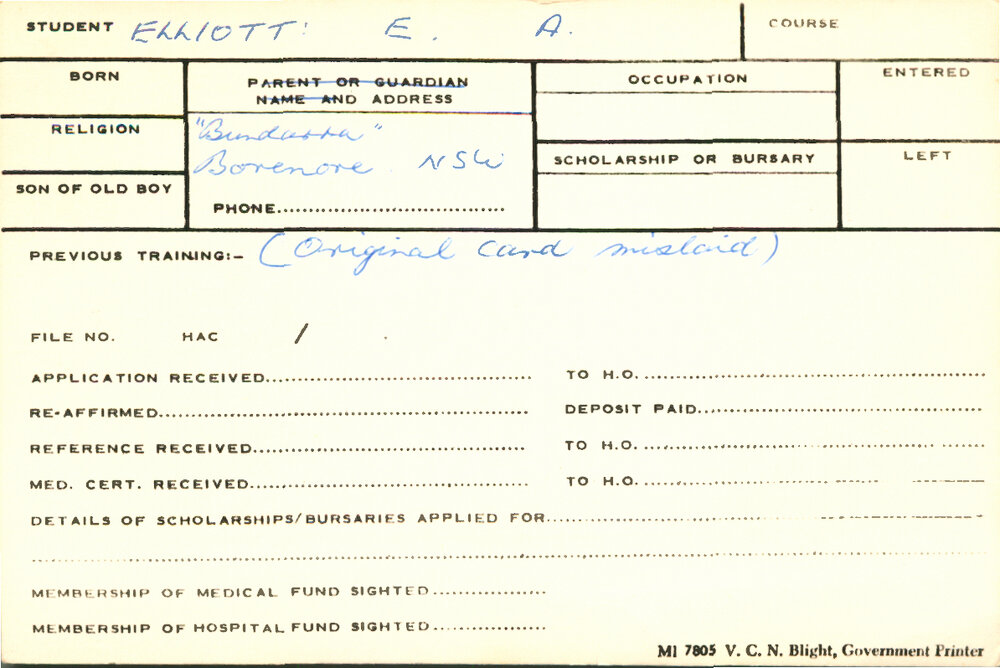 STUDENT ELLIOTT: E. A. COURSE
BORN
PARENT OR GUARDIAN
NAME AND ADDRESS
OCCUPATION
ENTERED
"Bundarra"
Borenore NSW
RELIGION
SCHOLARSHIP OR BURSARY
LEFT
SON OF OLD BOY
PHONE
PREVIOUS TRAINING:- (Original card mislaid)
FILE NO. HAC /
APPLICATION RECEIVED TO H.O.
RE-AFFIRMED DEPOSIT PAID
REFERENCE RECEIVED TO H.O.
MED. CERT. RECEIVED TO H.O.
DETAILS OF SCHOLARSHIPS/BURSARIES APPLIED FOR
MEMBERSHIP OF MEDICAL FUND SIGHTED
MEMBERSHIP OF HOSPITAL FUND SIGHTED
MI 7805 V. C. N. Blight, Government Printer